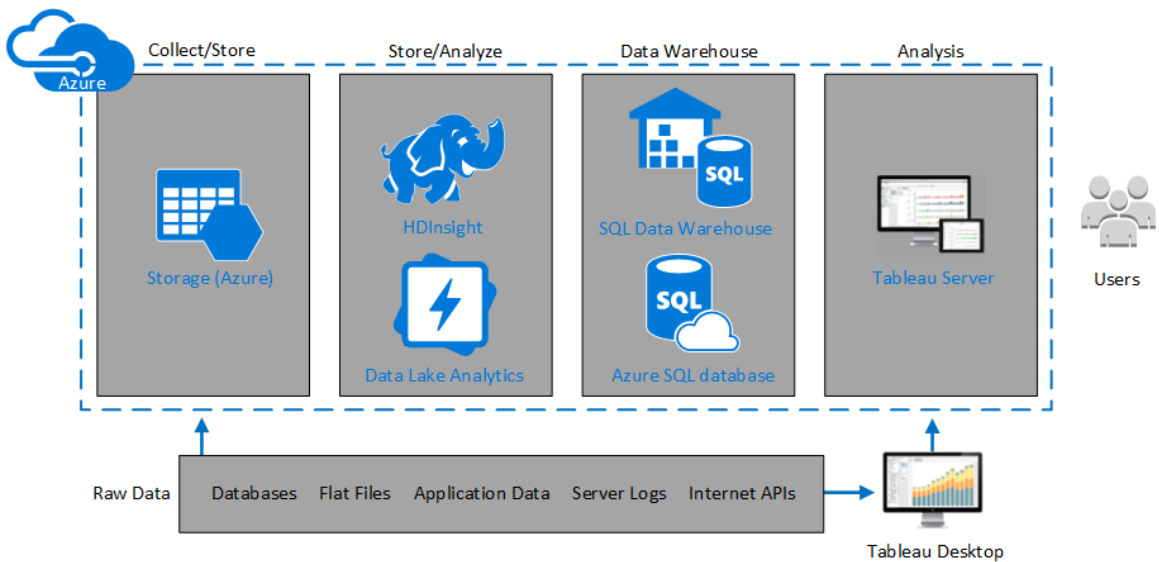 Collect/Store
Store/Analyze
Data Warehouse
Analysis
Azure
HDInsight
SQL
SQL Data Warehouse
Storage (Azure)
Tableau Server
Users
SQL
Data Lake Analytics
Azure SQL database
Raw Data
Databases
Flat Files
Application Data
Server Logs
Internet APIs
Tableau Desktop